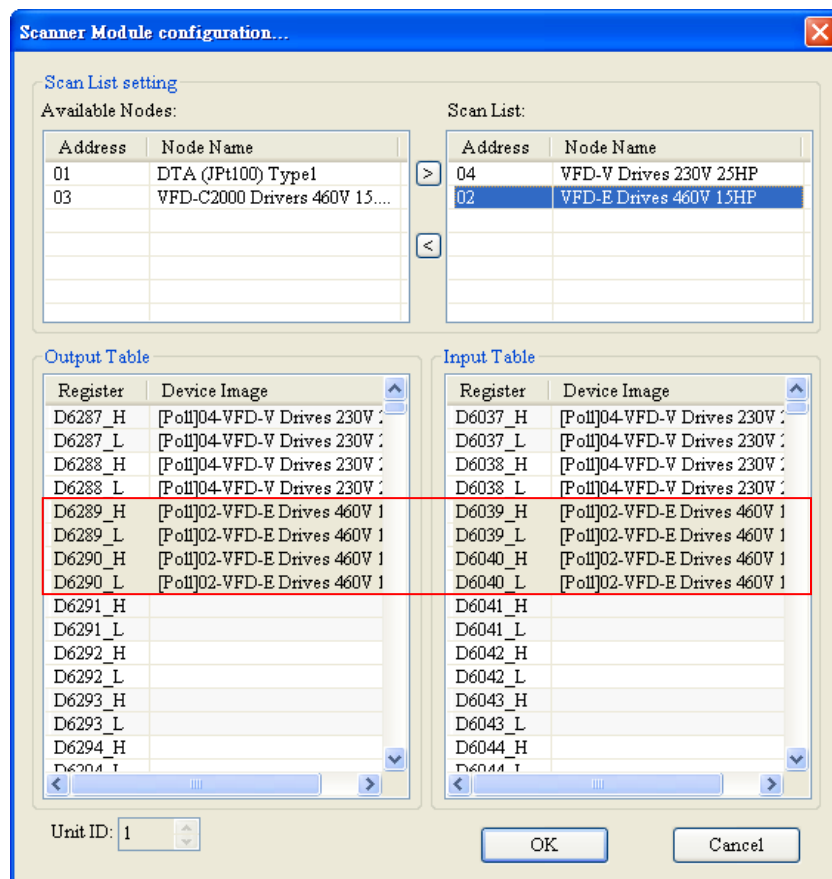 Scanner Module configuration...
Scan List setting
Available Nodes:
Address Node Name
01 DTA (JPt100) Type1
03 VFD-C2000 Drivers 460V 15....
>
<
Scan List:
Address Node Name
04 VFD-V Drives 230V 25HP
02 VFD-E Drives 460V 15HP
Output Table
Register Device Image
D6287_H [Poll]04-VFD-V Drives 230V
D6287_L [Poll]04-VFD-V Drives 230V
D6288_H [Poll]04-VFD-V Drives 230V
D6288_L [Poll]04-VFD-V Drives 230V
D6289_H [Poll]02-VFD-E Drives 460V 1
D6289_L [Poll]02-VFD-E Drives 460V 1
D6290_H [Poll]02-VFD-E Drives 460V 1
D6290_L [Poll]02-VFD-E Drives 460V 1
D6291_H
D6291_L
D6292_H
D6292_L
D6293_H
D6293_L
D6294_H
D6294_L
Input Table
Register Device Image
D6037_H [Poll]04-VFD-V Drives 230V
D6037_L [Poll]04-VFD-V Drives 230V
D6038_H [Poll]04-VFD-V Drives 230V
D6038_L [Poll]04-VFD-V Drives 230V
D6039_H [Poll]02-VFD-E Drives 460V 1
D6039_L [Poll]02-VFD-E Drives 460V 1
D6040_H [Poll]02-VFD-E Drives 460V 1
D6040_L [Poll]02-VFD-E Drives 460V 1
D6041_H
D6041_L
D6042_H
D6042_L
D6043_H
D6043_L
D6044_H
D6044_L
Unit ID: 1
OK
Cancel